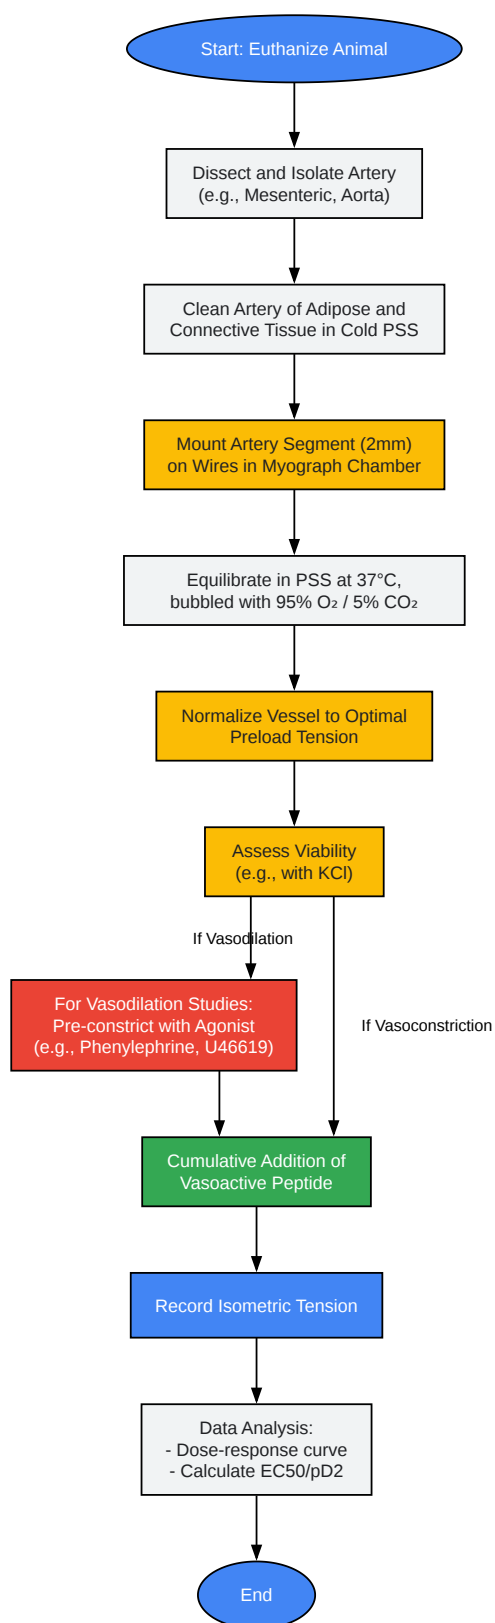 Start: Euthanize Animal
Dissect and Isolate Artery
(e.g., Mesenteric, Aorta)
Clean Artery of Adipose and
Connective Tissue in Cold PSS
Mount Artery Segment (2mm)
on Wires in Myograph Chamber
Equilibrate in PSS at 37°C,
bubbled with 95% O₂ / 5% CO₂
Normalize Vessel to Optimal
Preload Tension
Assess Viability
(e.g., with KCl)
If Vasodilation
For Vasodilation Studies:
Pre-constrict with Agonist
(e.g., Phenylephrine, U46619)
If Vasoconstriction
Cumulative Addition of
Vasoactive Peptide
Record Isometric Tension
Data Analysis:
- Dose-response curve
- Calculate EC50/pD2
End